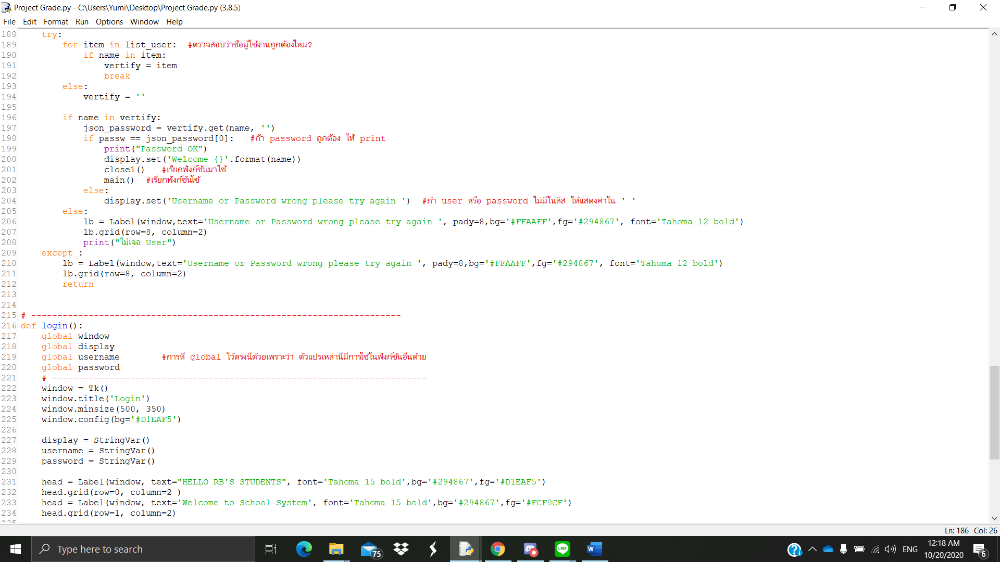 Project Grade.py - C:\Users\Yumi\Desktop\Project Grade.py (3.8.5)
File Edit Format Run Options Window Help
188     try:
189         for item in list_user:  #ตรวจสอบว่าชื่อผู้ใช้งานถูกต้องไหม?
190             if name in item:
191                 vertify = item
192                 break
193         else:
194             vertify = ''
195
196         if name in vertify:
197             json_password = vertify.get(name, '')
198             if passw == json_password[0]:   #ถ้า password ถูกต้อง ให้ print
199                 print("Password OK")
200                 display.set('Welcome {}'.format(name))
201                 close1()   #เรียกฟังก์ชันมาใช้
202                 main()  #เรียกฟังก์ชันใช้
203             else:
204                 display.set('Username or Password wrong please try again ')  #ถ้า user หรือ password ไม่มีในลิส ให้แสดงค่าใน ' '
205         else:
206             lb = Label(window,text='Username or Password wrong please try again ', pady=8,bg='#FFAAFF',fg='#294867', font='Tahoma 12 bold')
207             lb.grid(row=8, column=2)
208             print("ไม่เจอ User")
209     except :
210         lb = Label(window,text='Username or Password wrong please try again ', pady=8,bg='#FFAAFF',fg='#294867', font='Tahoma 12 bold')
211         lb.grid(row=8, column=2)
212         return
213
214
215 # -----------------------------------------------------------------------
216 def login():
217     global window
218     global display
219     global username        #การที่ global ไว้ตรงนี้ด้วยเพราะว่า ตัวแปรเหล่านี้มีการใช้ในฟังก์ชันอื่นด้วย
220     global password
221     # ------------------------------------------------------------------------
222     window = Tk()
223     window.title('Login')
224     window.minsize(500, 350)
225     window.config(bg='#D1EAF5')
226
227     display = StringVar()
228     username = StringVar()
229     password = StringVar()
230
231     head = Label(window, text="HELLO RB'S STUDENTS", font='Tahoma 15 bold',bg='#294867',fg='#D1EAF5')
232     head.grid(row=0, column=2 )
233     head = Label(window, text='Welcome to School System', font='Tahoma 15 bold',bg='#294867',fg='#FCF0CF')
234     head.grid(row=1, column=2)
235
Ln: 186 Col: 26
Type here to search
75
LINE
W
ENG
12:18 AM
10/20/2020
6